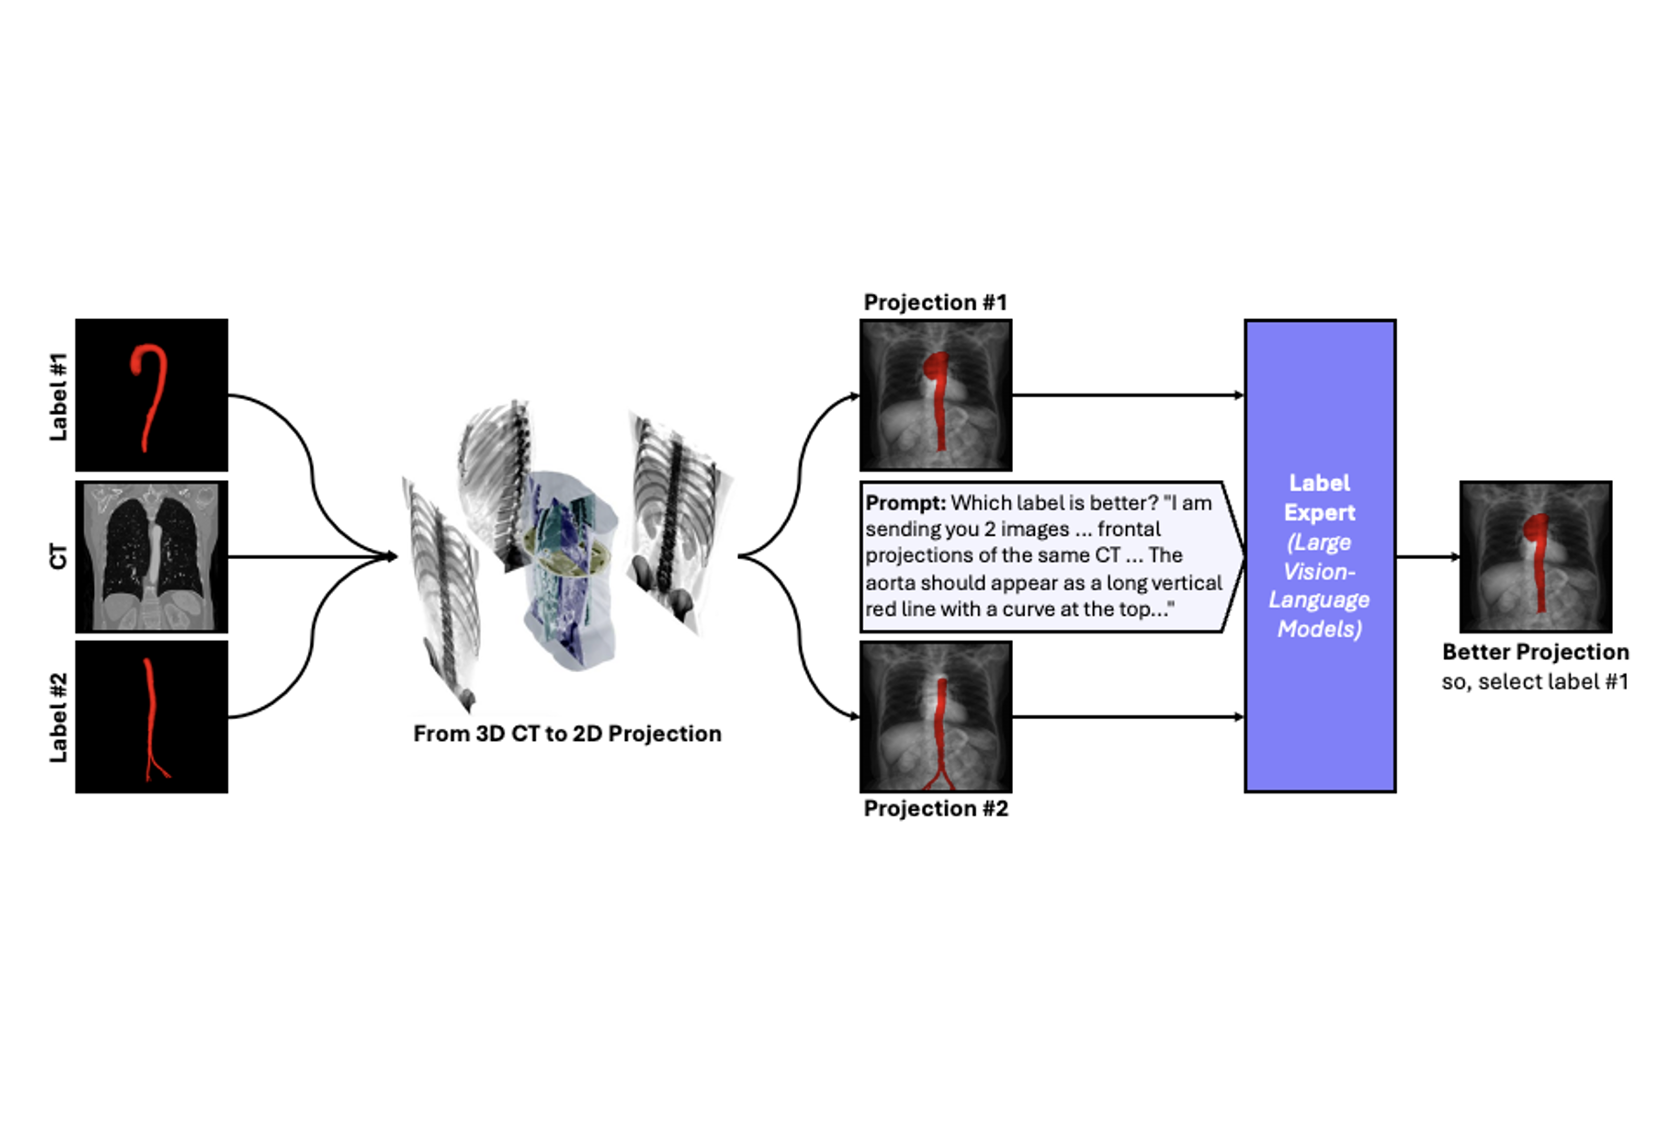 Label #1
CT
Label #2
From 3D CT to 2D Projection
Projection #1
Prompt: Which label is better? "I am
sending you 2 images ... frontal
projections of the same CT ... The
aorta should appear as a long vertical
red line with a curve at the top..."
Projection #2
Label
Expert
(Large
Vision-
Language
Models)
Better Projection
so, select label #1